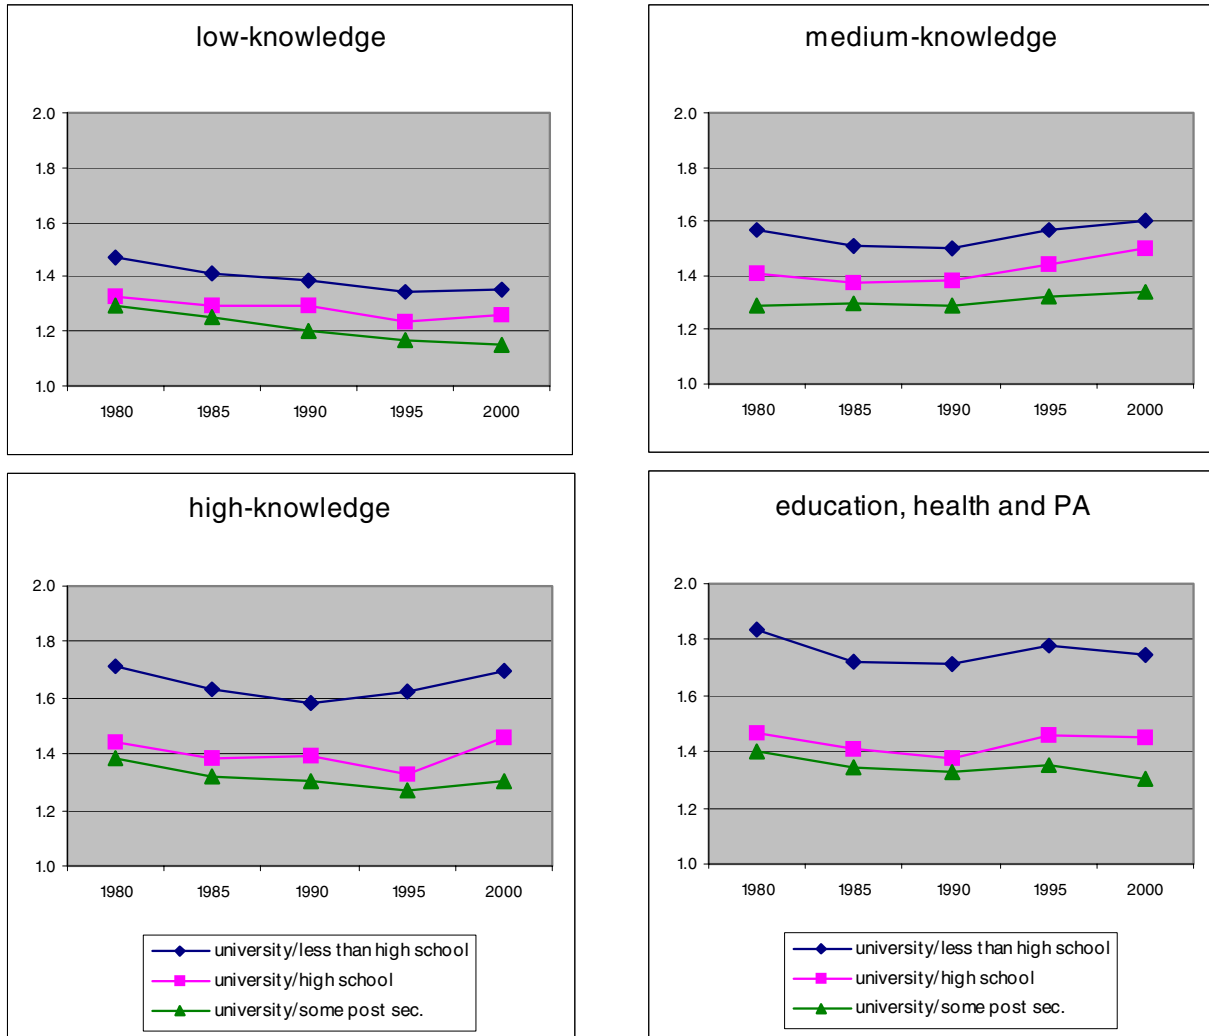 low-knowledge
2.0
1.8
1.6
1.4
1.2
1.0
1980 1985 1990 1995 2000
medium-knowledge
2.0
1.8
1.6
1.4
1.2
1.0
1980 1985 1990 1995 2000
high-knowledge
2.0
1.8
1.6
1.4
1.2
1.0
1980 1985 1990 1995 2000
university/less than high school
university/high school
university/some post sec.
education, health and PA
2.0
1.8
1.6
1.4
1.2
1.0
1980 1985 1990 1995 2000
university/less than high school
university/high school
university/some post sec.